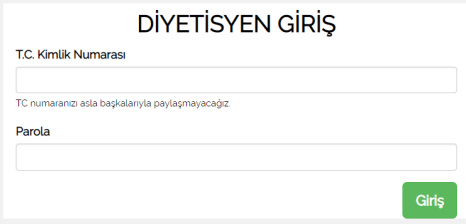 DİYETİSYEN GİRİŞ
T.C. Kimlik Numarası
TC numaranızı asla başkalarıyla paylaşmayacağız.
Parola
Giriş